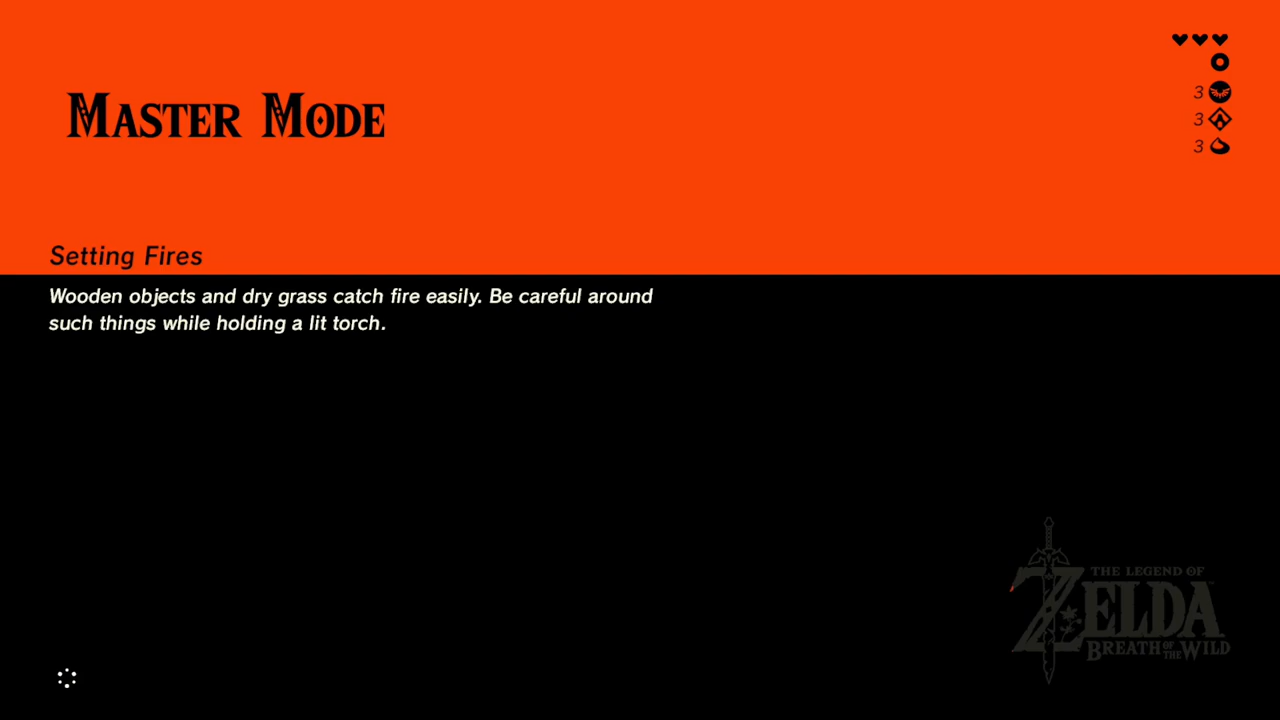 MASTER MODE
3
3
3
Setting Fires
Wooden objects and dry grass catch fire easily. Be careful around
such things while holding a lit torch.
THE LEGEND OF
ZELDA
BREATH OF THE WILD